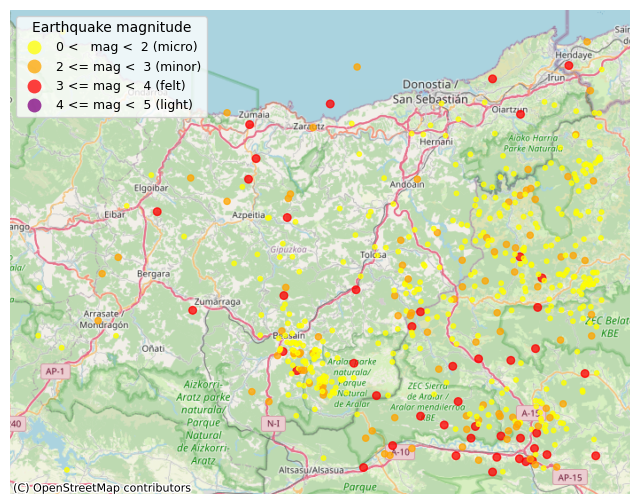 Earthquake magnitude
0 < mag < 2 (micro)
2 <= mag < 3 (minor)
3 <= mag < 4 (felt)
4 <= mag < 5 (light)
Hendaye
Irun
Donostia /
San Sebastián
Oiartzun
Zumaia
Zarautz
Hernani
Aiako Harria
Parke Naturala
Elgoibar
Andoain
Eibar
Azpeitia
Gipuzkoa
Tolosa
Bergara
Zumarraga
Arrasate /
Mondragón
Oñati
Beasain
ZEC Belate
KBE
AP-1
Aralar parke
naturala/
Parque
Natural
de Aralar
Aizkorri-
Aratz parke
naturala/
Parque
Natural
de Aizkorri-
Aratz
ZEC Sierra
de Aralar /
Aralar mendilerroa
KBE
A-15
N-I
A-10
Altsasu/Alsasua
AP-15
Parque
(C) OpenStreetMap contributors